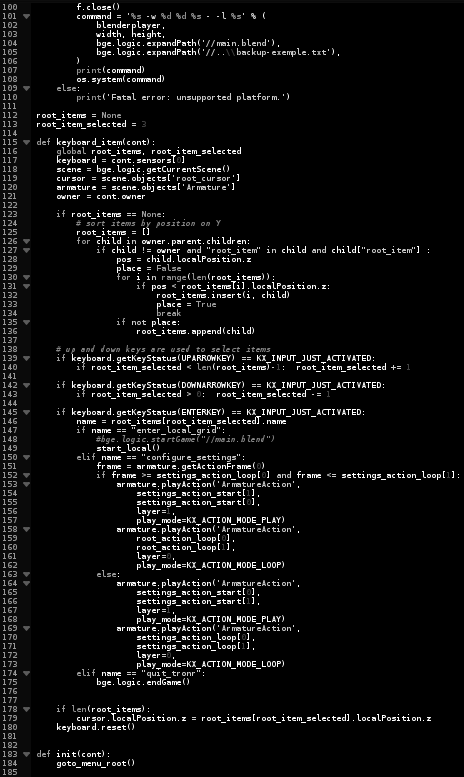 100 f.close()
101 command = '%s -w %d %d %s - -l %s' % (
102 blenderplayer,
103 width, height,
104 bge.logic.expandPath('//main.blend'),
105 bge.logic.expandPath('//..\\backup-exemple.txt'),
106 )
107 print(command)
108 os.system(command)
109 else:
110 print('Fatal error: unsupported platform.')
111
112 root_items = None
113 root_item_selected = 3
114
115 def keyboard_item(cont):
116 global root_items, root_item_selected
117 keyboard = cont.sensors[0]
118 scene = bge.logic.getCurrentScene()
119 cursor = scene.objects['root_cursor']
120 armature = scene.objects['Armature']
121 owner = cont.owner
122
123 if root_items == None:
124 # sort items by position on Y
125 root_items = []
126 for child in owner.parent.children:
127 if child != owner and "root_item" in child and child["root_item"] :
128 pos = child.localPosition.z
129 place = False
130 for i in range(len(root_items)):
131 if pos < root_items[i].localPosition.z:
132 root_items.insert(i, child)
133 place = True
134 break
135 if not place:
136 root_items.append(child)
137
138 # up and down keys are used to select items
139 if keyboard.getKeyStatus(UPARROWKEY) == KX_INPUT_JUST_ACTIVATED:
140 if root_item_selected < len(root_items)-1: root_item_selected += 1
141
142 if keyboard.getKeyStatus(DOWNARROWKEY) == KX_INPUT_JUST_ACTIVATED:
143 if root_item_selected > 0: root_item_selected -= 1
144
145 if keyboard.getKeyStatus(ENTERKEY) == KX_INPUT_JUST_ACTIVATED:
146 name = root_items[root_item_selected].name
147 if name == "enter_local_grid":
148 #bge.logic.startGame("//main.blend")
149 start_local()
150 elif name == "configure_settings":
151 frame = armature.getActionFrame(0)
152 if frame >= settings_action_loop[0] and frame <= settings_action_loop[1]:
153 armature.playAction('ArmatureAction',
154 settings_action_start[1],
155 settings_action_start[0],
156 layer=1,
157 play_mode=KX_ACTION_MODE_PLAY)
158 armature.playAction('ArmatureAction',
159 root_action_loop[0],
160 root_action_loop[1],
161 layer=0,
162 play_mode=KX_ACTION_MODE_LOOP)
163 else:
164 armature.playAction('ArmatureAction',
165 settings_action_start[0],
166 settings_action_start[1],
167 layer=1,
168 play_mode=KX_ACTION_MODE_PLAY)
169 armature.playAction('ArmatureAction',
170 settings_action_loop[0],
171 settings_action_loop[1],
172 layer=0,
173 play_mode=KX_ACTION_MODE_LOOP)
174 elif name == "quit_tronr":
175 bge.logic.endGame()
176
177
178 if len(root_items):
179 cursor.localPosition.z = root_items[root_item_selected].localPosition.z
180 keyboard.reset()
181
182
183 def init(cont):
184 goto_menu_root()
185